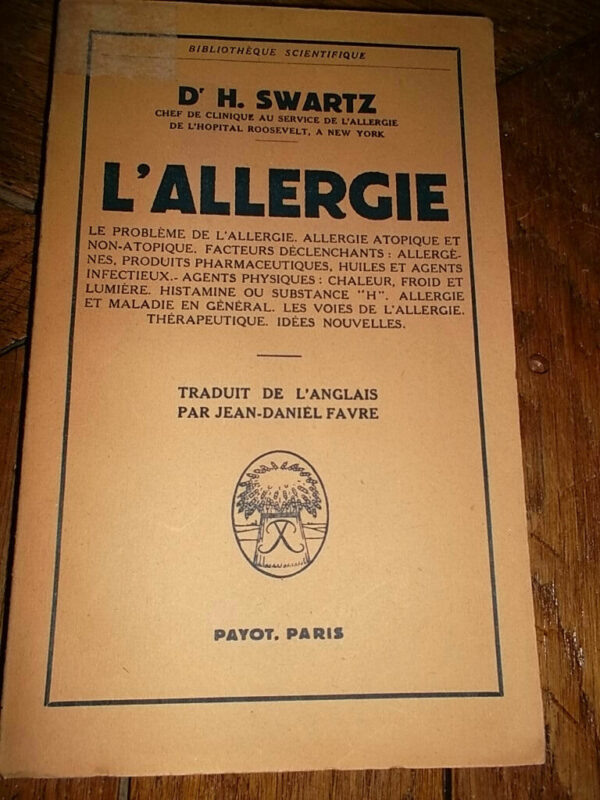 BIBLIOTHÈQUE SCIENTIFIQUE
Dʳ H. SWARTZ
CHEF DE CLINIQUE AU SERVICE DE L'ALLERGIE
DE L'HOPITAL ROOSEVELT, A NEW YORK
L'ALLERGIE
LE PROBLÈME DE L'ALLERGIE. ALLERGIE ATOPIQUE ET
NON-ATOPIQUE. FACTEURS DÉCLENCHANTS : ALLERGÈ-
NES, PRODUITS PHARMACEUTIQUES, HUILES ET AGENTS
INFECTIEUX.- AGENTS PHYSIQUES : CHALEUR, FROID ET
LUMIÈRE. HISTAMINE OU SUBSTANCE "H". ALLERGIE
ET MALADIE EN GÉNÉRAL. LES VOIES DE L'ALLERGIE.
THÉRAPEUTIQUE. IDÉES NOUVELLES.
TRADUIT DE L'ANGLAIS
PAR JEAN-DANIEL FAVRE
PAYOT, PARIS